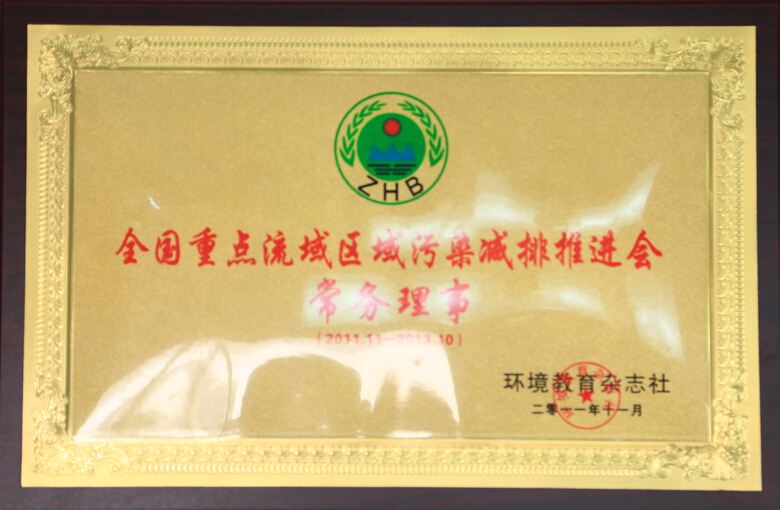 ZHB
全国重点流域区域污染减排推进会
常务理事
(2011.11—2013.10)
环境教育杂志社
二零一一年十一月